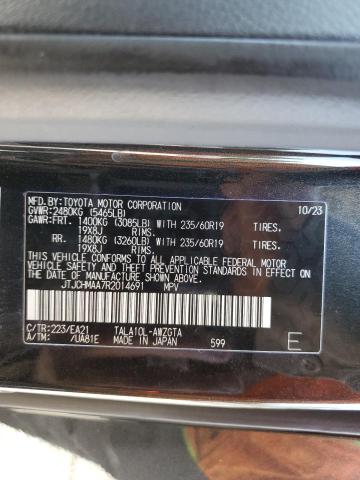 MFD.BY:TOYOTA MOTOR CORPORATION 10/23
GVWR:2480KG (5465LB)
GAWR:FRT. 1400KG (3085LB) WITH 235/60R19 TIRES.
19X8J RIMS.
RR. 1480KG (3260LB) WITH 235/60R19 TIRES.
19X8J RIMS.
THIS VEHICLE CONFORMS TO ALL APPLICABLE FEDERAL MOTOR
VEHICLE SAFETY AND BUMPER STANDARDS IN EFFECT ON
THE DATE OF MANUFACTURE SHOWN ABOVE.
JTJCHMAA7R2014691 MPV
C/TR:223/EA21 TALA10L-AWZGTA
A/TM: /UA81E MADE IN JAPAN 599 E